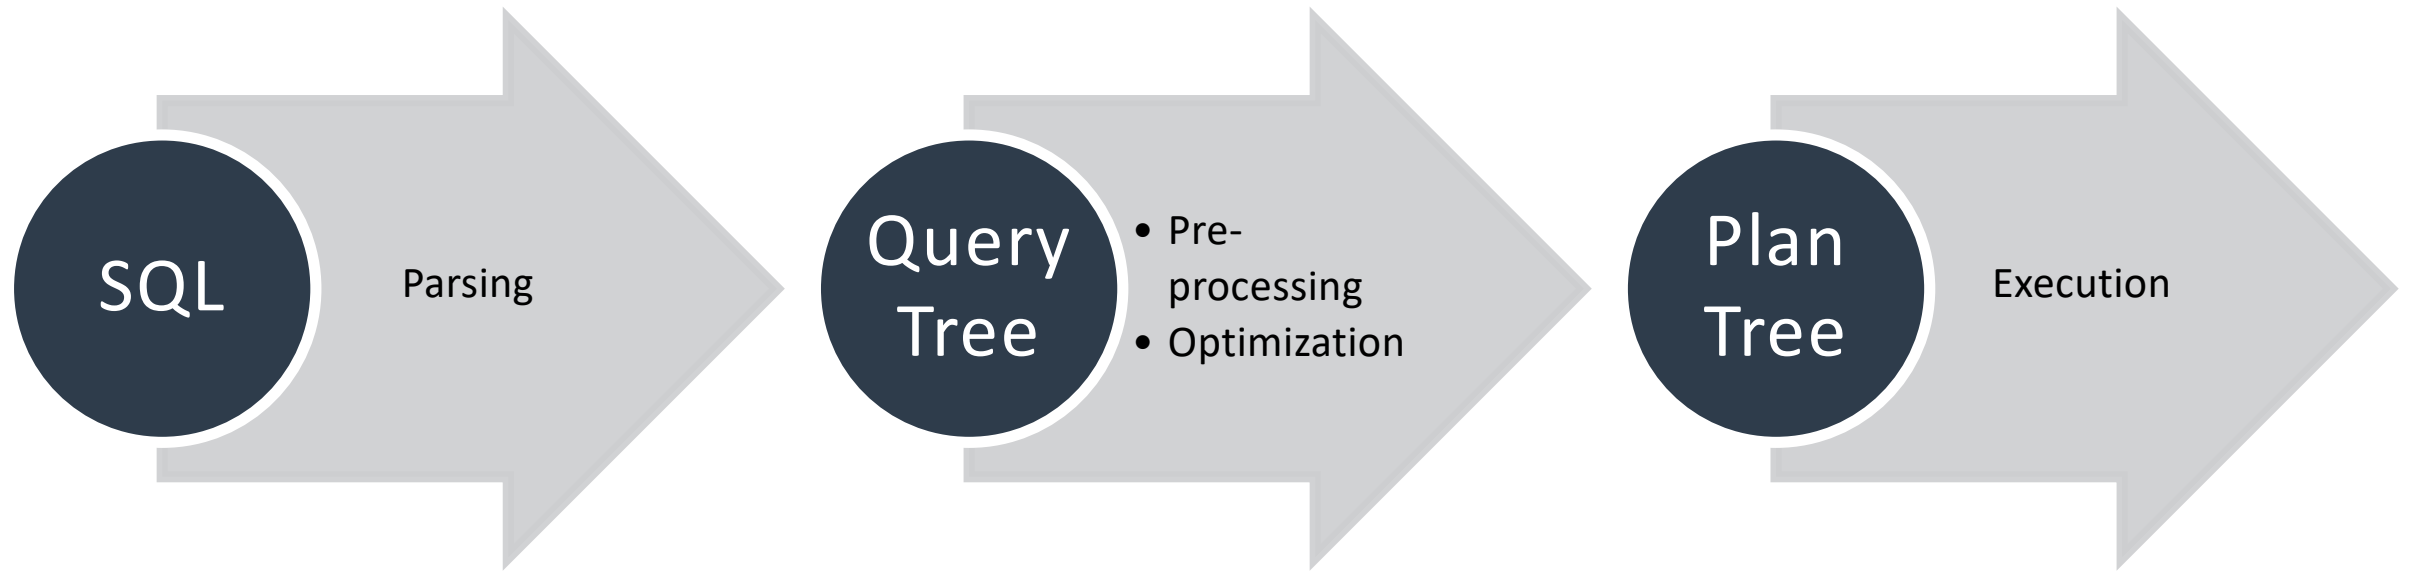 SQL
Parsing
Query
Tree
• Pre-
processing
• Optimization
Plan
Tree
Execution